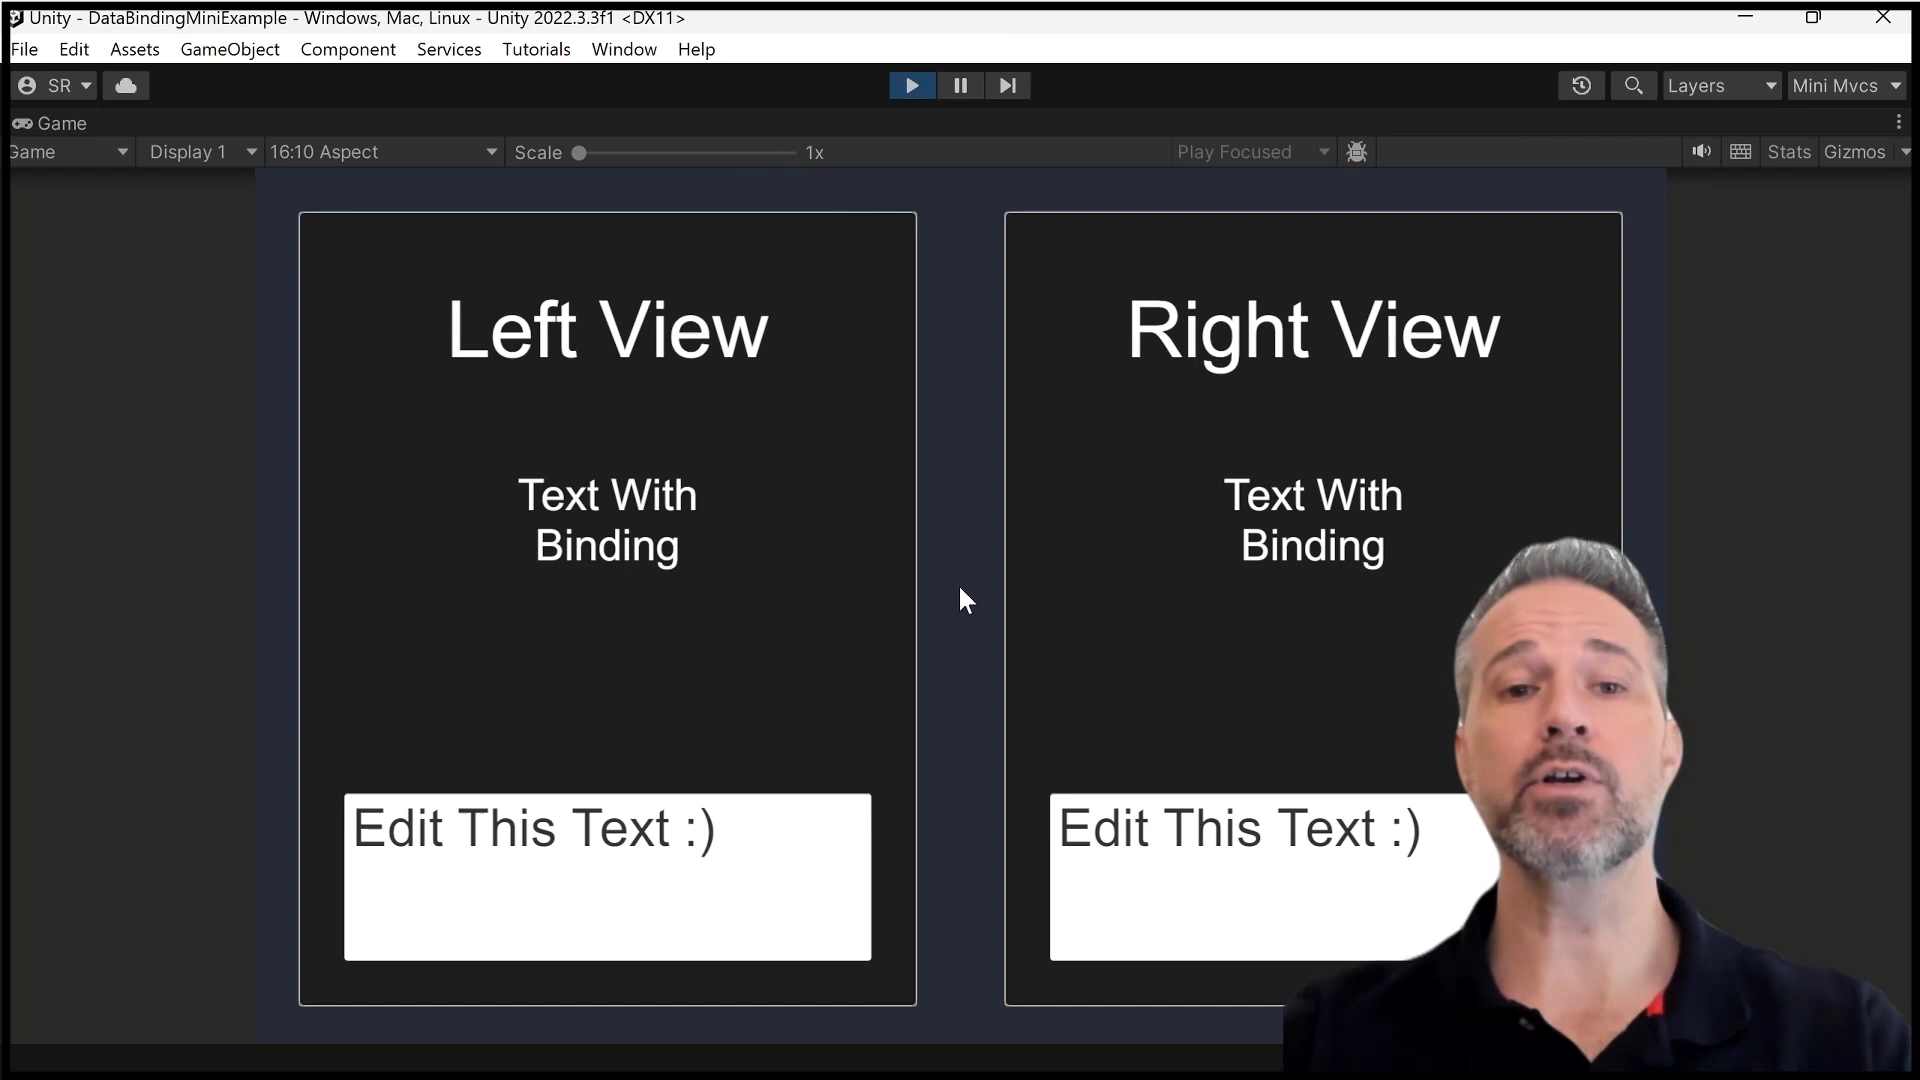 Unity - DataBindingMiniExample - Windows, Mac, Linux - Unity 2022.3.3f1 <DX11>
File Edit Assets GameObject Component Services Tutorials Window Help
SR Layers Mini Mvcs
Game
Game Display 1 16:10 Aspect Scale 1x Play Focused Stats Gizmos
Left View
Text With
Binding
Edit This Text :)
Right View
Text With
Binding
Edit This Text :)